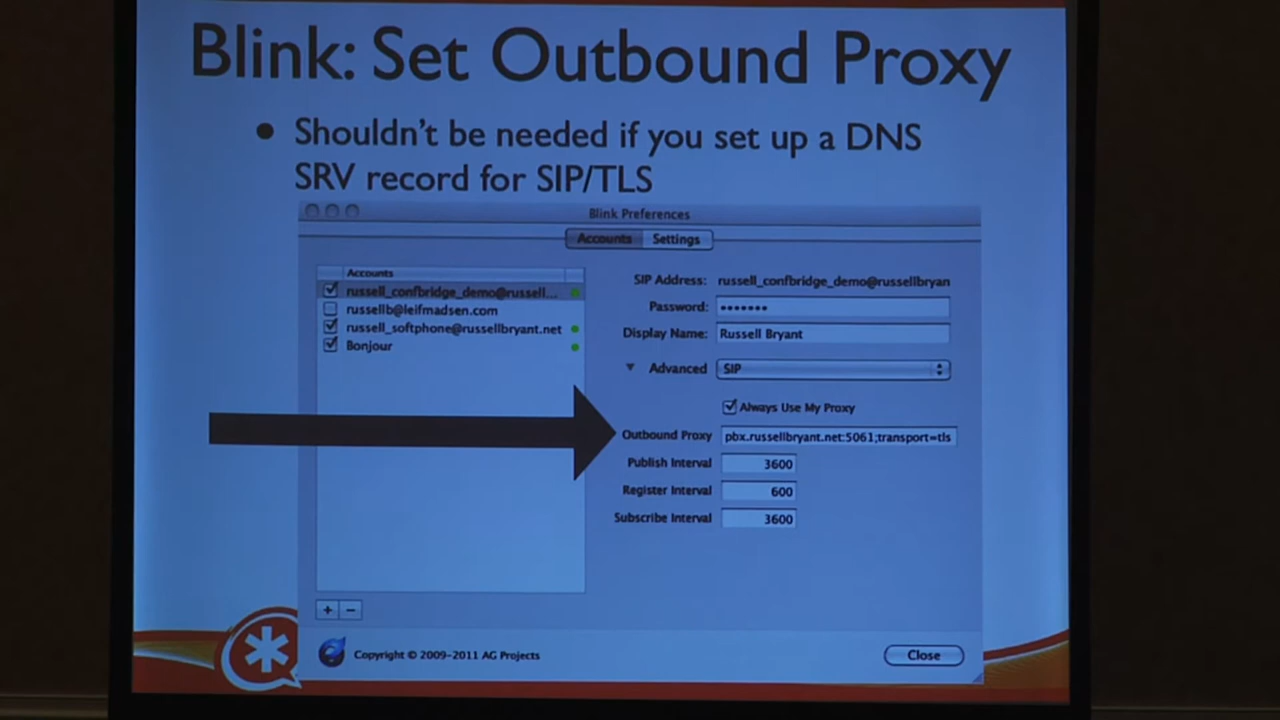 Blink: Set Outbound Proxy
• Shouldn't be needed if you set up a DNS
SRV record for SIP/TLS
Blink Preferences
Accounts Settings
Accounts
russell_confbridge_demo@russell...
russellb@leifmadsen.com
russell_softphone@russellbryant.net
Bonjour
SIP Address: russell_confbridge_demo@russellbryan
Password: •••••••
Display Name: Russell Bryant
Advanced SIP
Always Use My Proxy
Outbound Proxy pbx.russellbryant.net:5061;transport=tls
Publish Interval 3600
Register Interval 600
Subscribe Interval 3600
+ −
Copyright © 2009-2011 AG Projects
Close